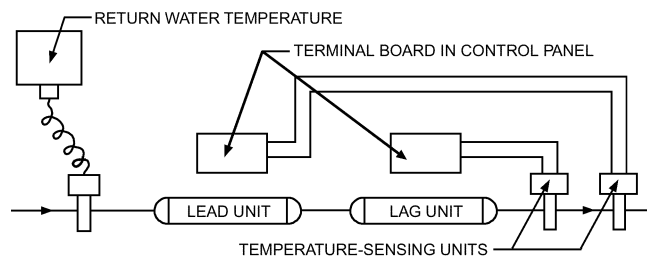 RETURN WATER TEMPERATURE
TERMINAL BOARD IN CONTROL PANEL
LEAD UNIT
LAG UNIT
TEMPERATURE-SENSING UNITS